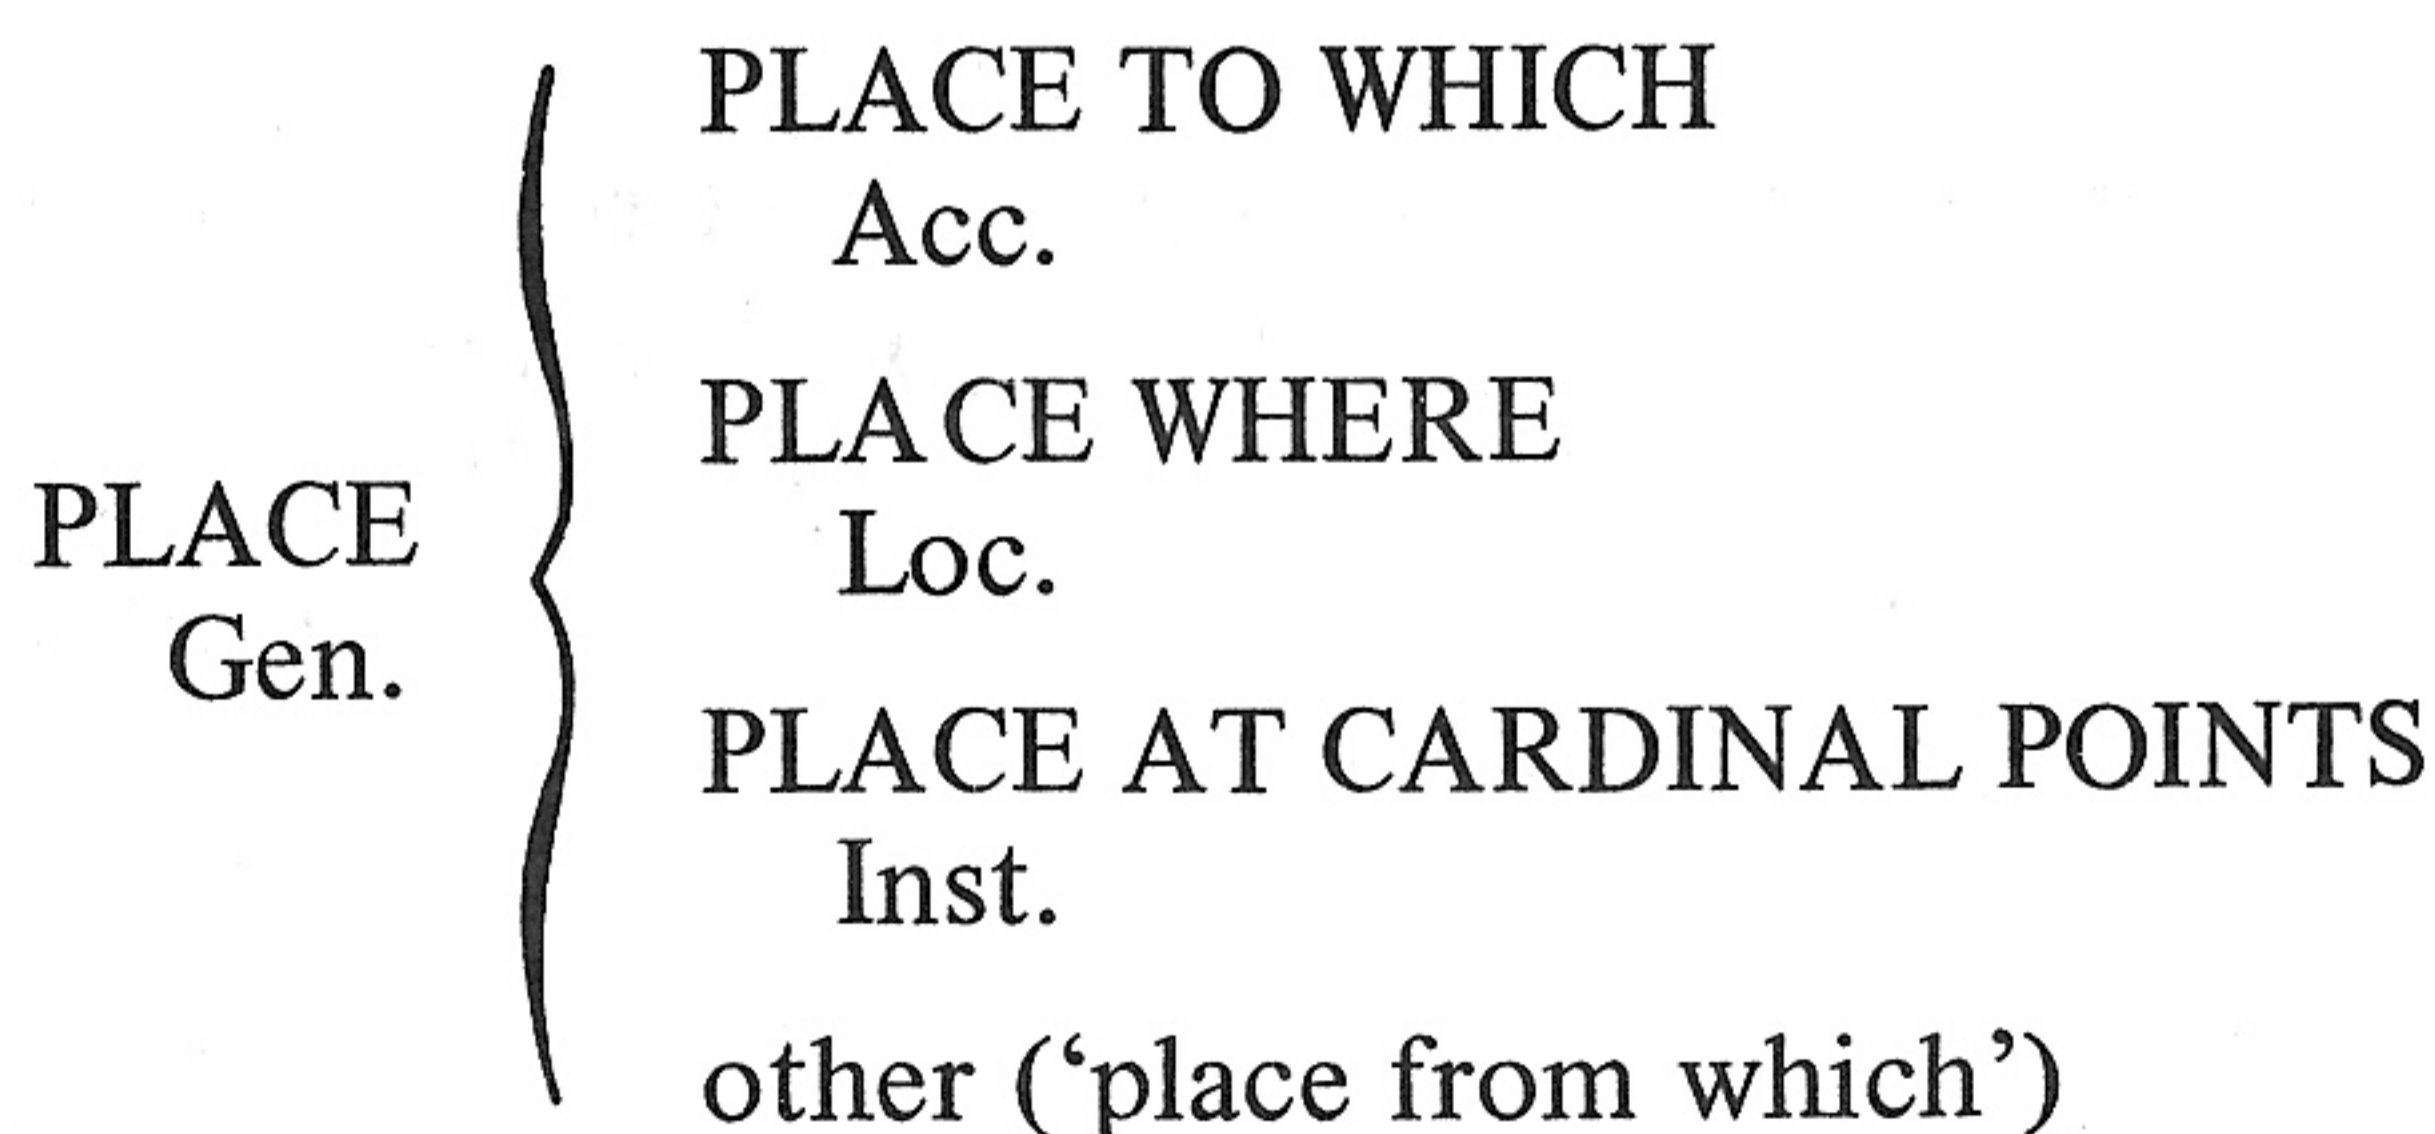 PLACE TO WHICH
Acc.
PLACE WHERE
Loc.
PLACE
Gen.
PLACE AT CARDINAL POINTS
Inst.
other (‘place from which’)